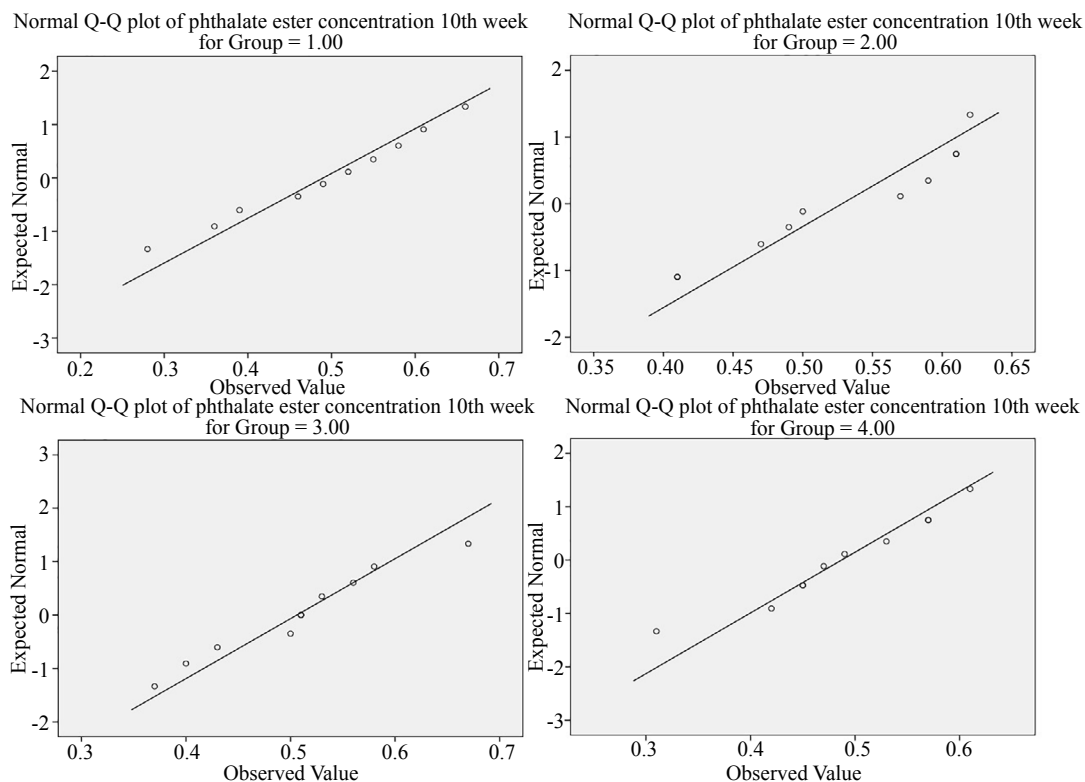 Normal Q-Q plot of phthalate ester concentration 10th week
for Group = 1.00
2
1
0
-1
-2
-3
Expected Normal
0.2 0.3 0.4 0.5 0.6 0.7
Observed Value
Normal Q-Q plot of phthalate ester concentration 10th week
for Group = 2.00
2
1
0
-1
-2
Expected Normal
0.35 0.40 0.45 0.50 0.55 0.60 0.65
Observed Value
Normal Q-Q plot of phthalate ester concentration 10th week
for Group = 3.00
3
2
1
0
-1
-2
Expected Normal
0.3 0.4 0.5 0.6 0.7
Observed Value
Normal Q-Q plot of phthalate ester concentration 10th week
for Group = 4.00
2
1
0
-1
-2
-3
Expected Normal
0.3 0.4 0.5 0.6
Observed Value